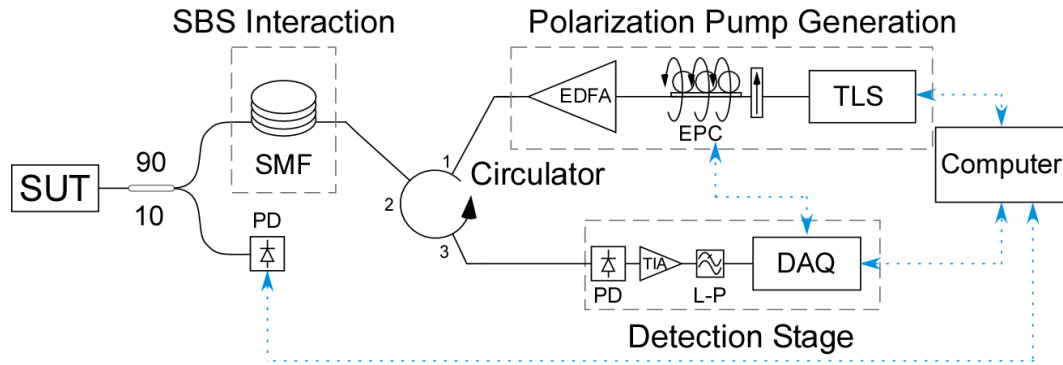 SBS Interaction
Polarization Pump Generation
EDFA
EPC
TLS
SMF
90
SUT
10
PD
1
Circulator
2
3
Computer
PD
TIA
L-P
DAQ
Detection Stage